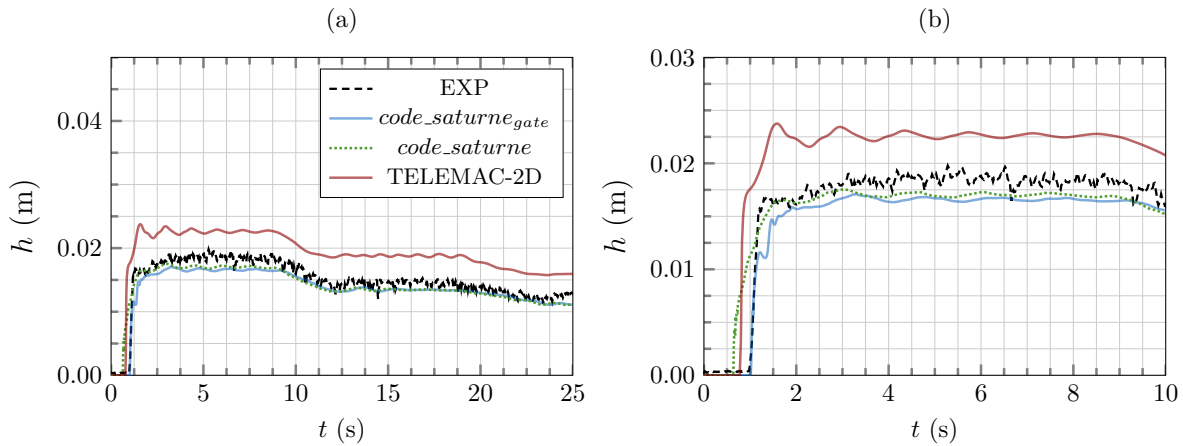 (a)
0.04
0.02
0.00
h (m)
0 5 10 15 20 25
t (s)
EXP
code_saturne_gate
code_saturne
TELEMAC-2D
(b)
0.03
0.02
0.01
0.00
h (m)
0 2 4 6 8 10
t (s)